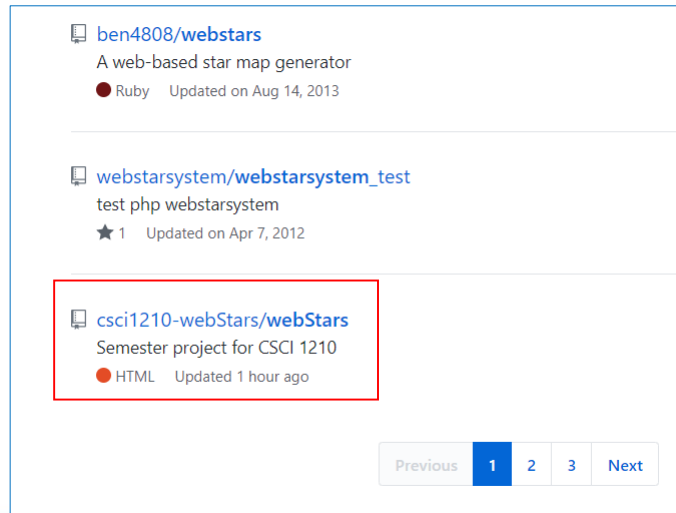 ben4808/webstars
A web-based star map generator
Ruby Updated on Aug 14, 2013
webstarsystem/webstarsystem_test
test php webstarsystem
1 Updated on Apr 7, 2012
csci1210-webStars/webStars
Semester project for CSCI 1210
HTML Updated 1 hour ago
Previous 1 2 3 Next